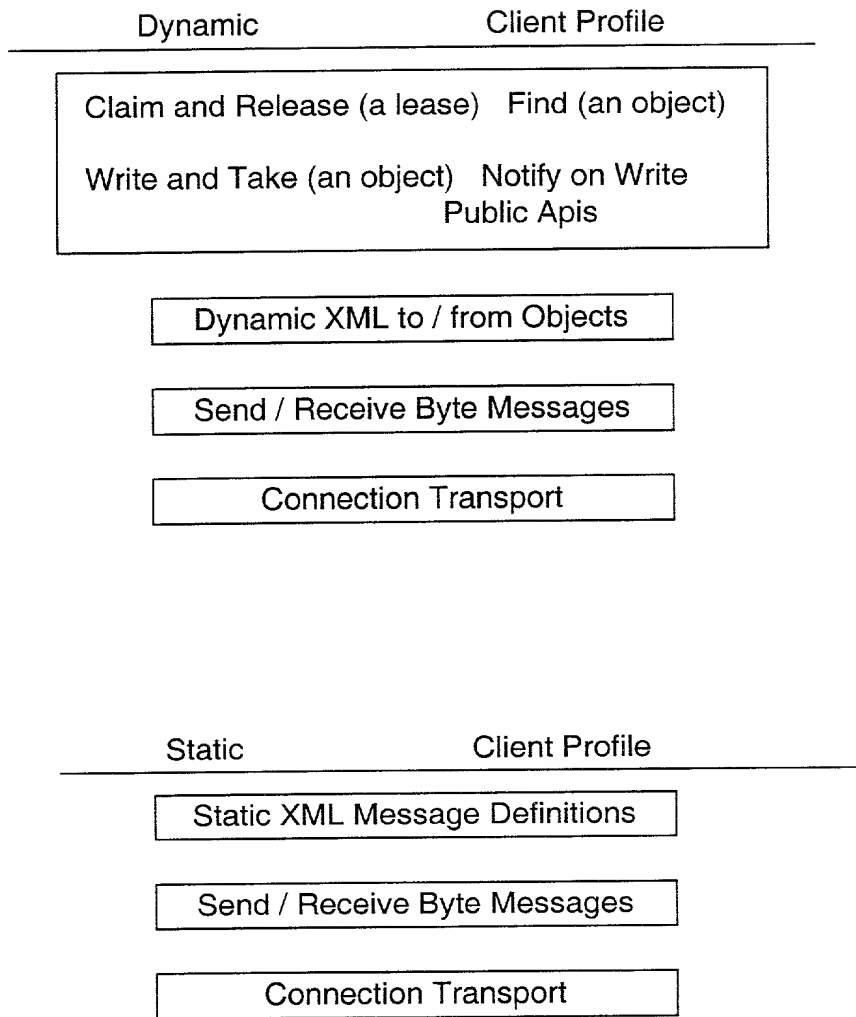 Dynamic Client Profile
Claim and Release (a lease) Find (an object)
Write and Take (an object) Notify on Write
Public Apis
Dynamic XML to / from Objects
Send / Receive Byte Messages
Connection Transport
Static Client Profile
Static XML Message Definitions
Send / Receive Byte Messages
Connection Transport